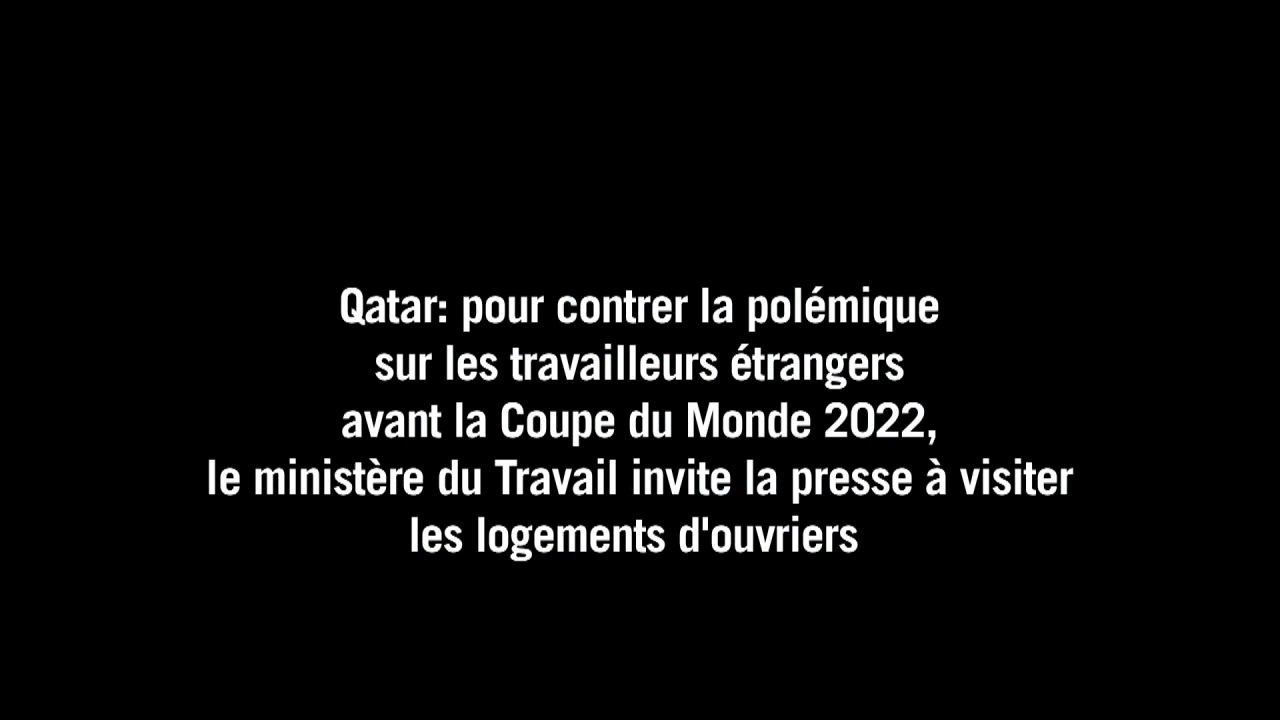 Qatar: pour contrer la polémique
sur les travailleurs étrangers
avant la Coupe du Monde 2022,
le ministère du Travail invite la presse à visiter
les logements d'ouvriers